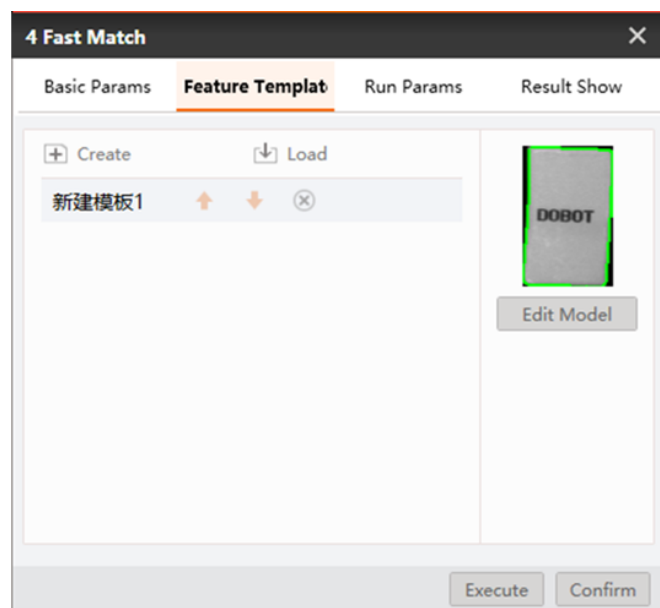 4 Fast Match
Basic Params Feature Templat Run Params Result Show
Create Load
新建模板1
DOBOT
Edit Model
Execute Confirm